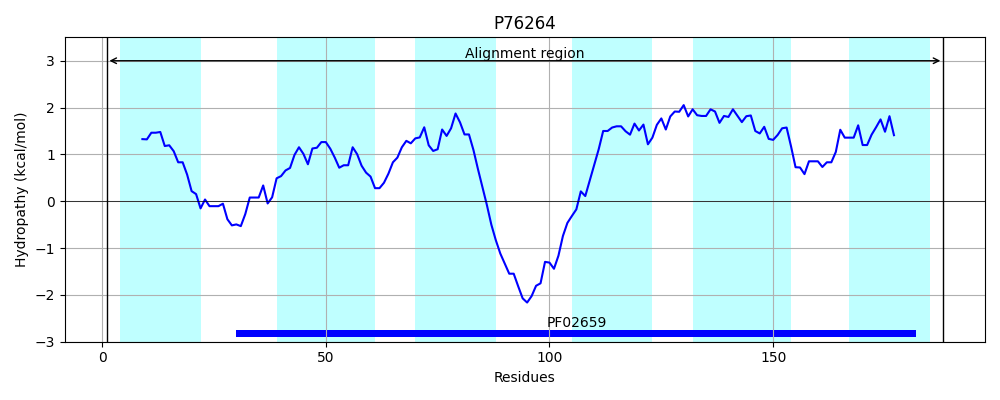 P76264
Alignment region
Hydropathy (kcal/mol)
3
2
1
0
−1
−2
−3
PF02659
0
50
100
150
Residues